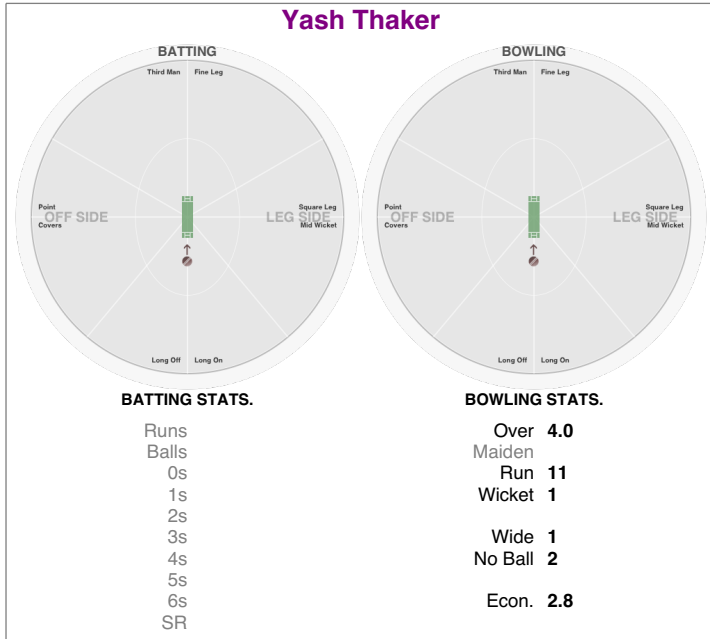 Yash Thaker
BATTING
Third Man Fine Leg
Point Square Leg
OFF SIDE LEG SIDE
Covers Mid Wicket
Long Off Long On
BATTING STATS.
Runs
Balls
0s
1s
2s
3s
4s
5s
6s
SR
BOWLING
Third Man Fine Leg
Point Square Leg
OFF SIDE LEG SIDE
Covers Mid Wicket
Long Off Long On
BOWLING STATS.
Over 4.0
Maiden
Run 11
Wicket 1
Wide 1
No Ball 2
Econ. 2.8